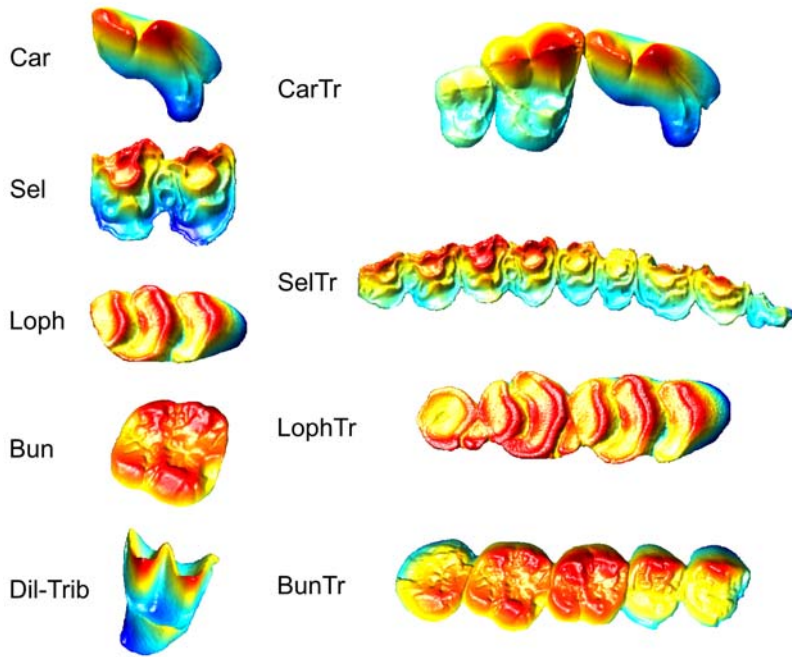 Car
Sel
Loph
Bun
Dil-Trib
CarTr
SelTr
LophTr
BunTr